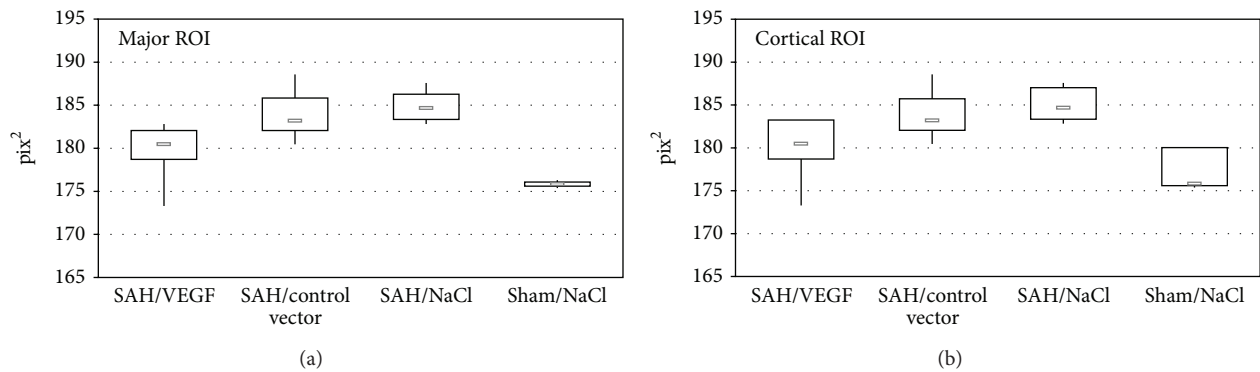 195
190
185
180
175
170
165
pix²
Major ROI
SAH/VEGF SAH/control SAH/NaCl Sham/NaCl
vector
(a)
195
190
185
180
175
170
165
pix²
Cortical ROI
SAH/VEGF SAH/control SAH/NaCl Sham/NaCl
vector
(b)